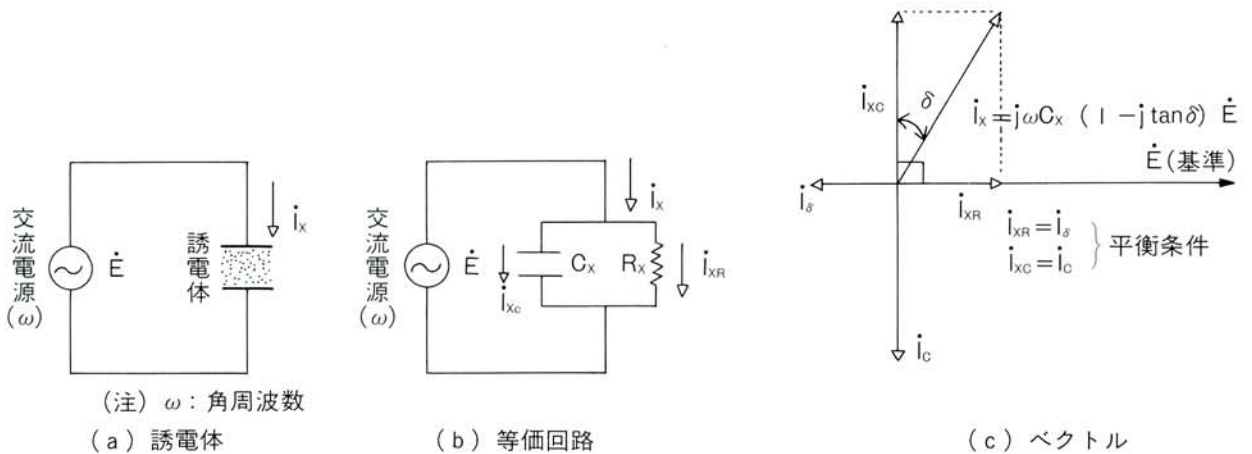 交流電源(ω)
Ė
誘電体
i̇x
(注) ω：角周波数
(a) 誘電体
交流電源(ω)
Ė
i̇xc
Cx
Rx
i̇x
i̇XR
(b) 等価回路
i̇xc
δ
i̇x=jωCx (1-jtanδ) Ė
Ė(基準)
i̇δ
i̇XR
i̇XR=i̇δ
i̇XC=i̇C
}平衡条件
i̇C
(c) ベクトル